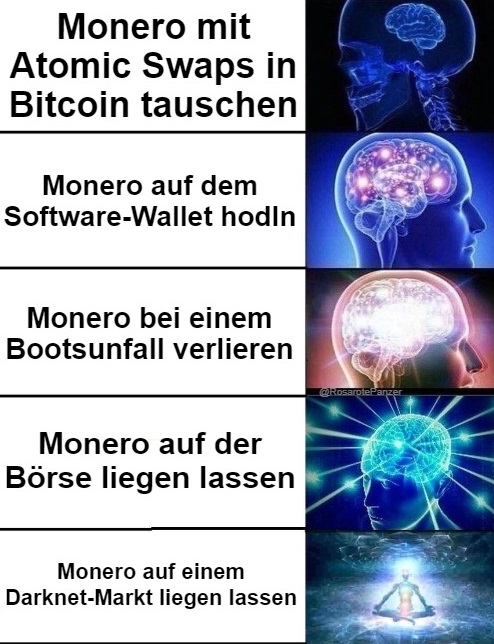 Monero mit
Atomic Swaps in
Bitcoin tauschen
Monero auf dem
Software-Wallet hodln
Monero bei einem
Bootsunfall verlieren
@RosarotePanzer
Monero auf der
Börse liegen lassen
Monero auf einem
Darknet-Markt liegen lassen